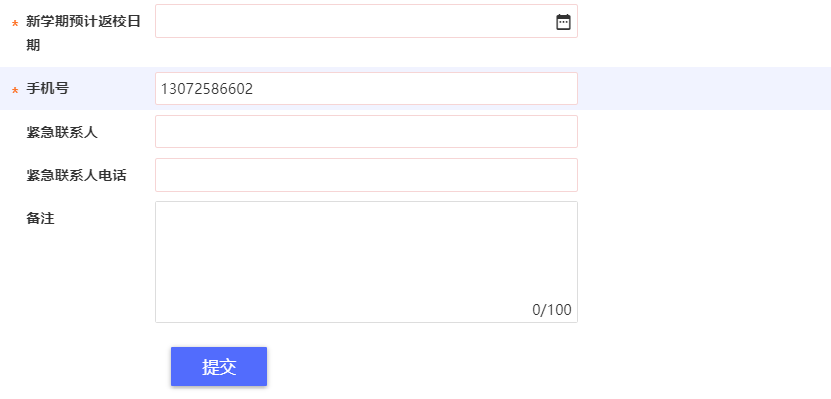 * 新学期预计返校日
期
* 手机号 13072586602
紧急联系人
紧急联系人电话
备注
0/100
提交